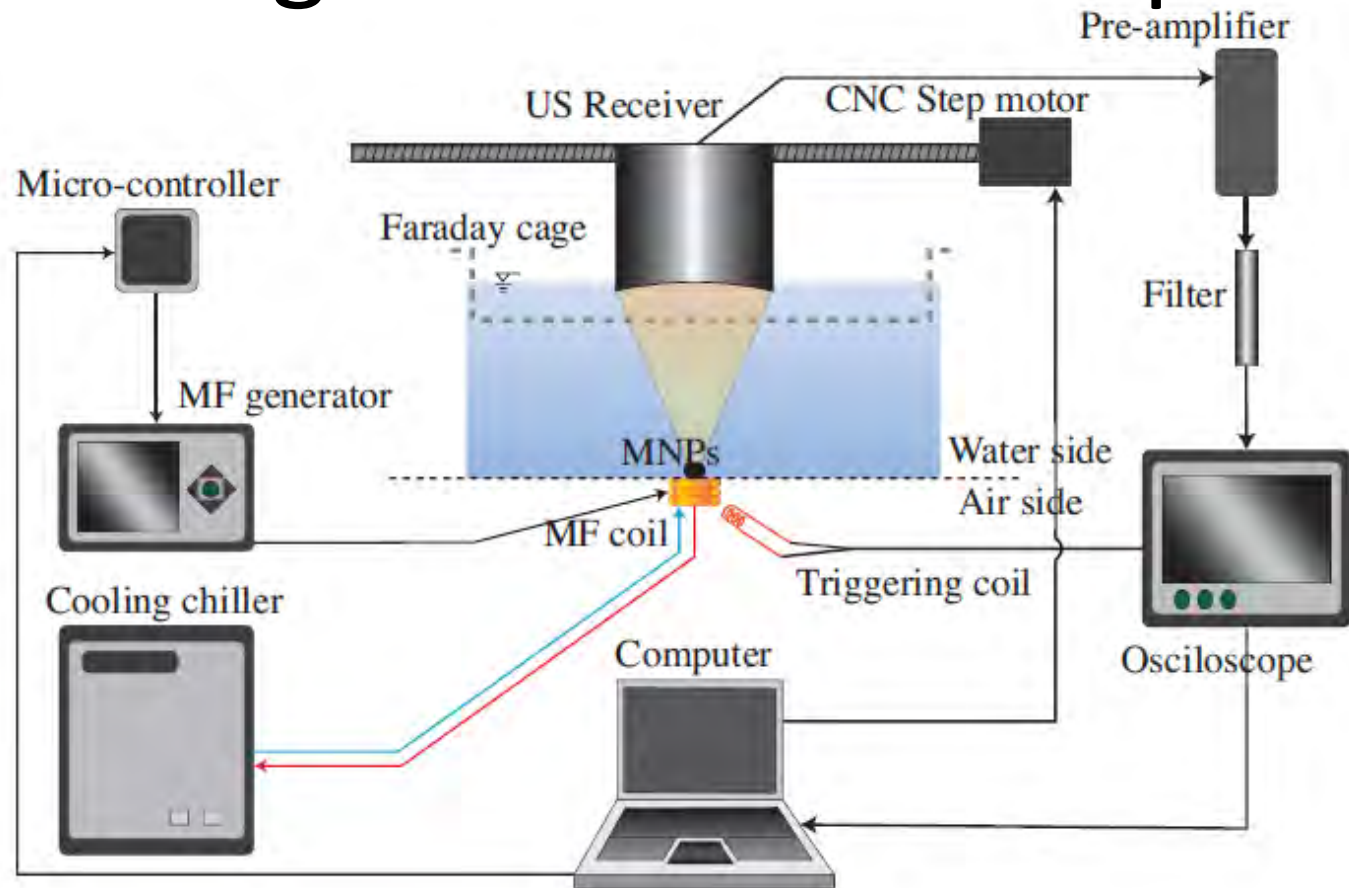 Pre-amplifier
US Receiver
CNC Step motor
Micro-controller
Faraday cage
Filter
MF generator
MNPs
Water side
Air side
MF coil
Triggering coil
Cooling chiller
Computer
Osciloscope